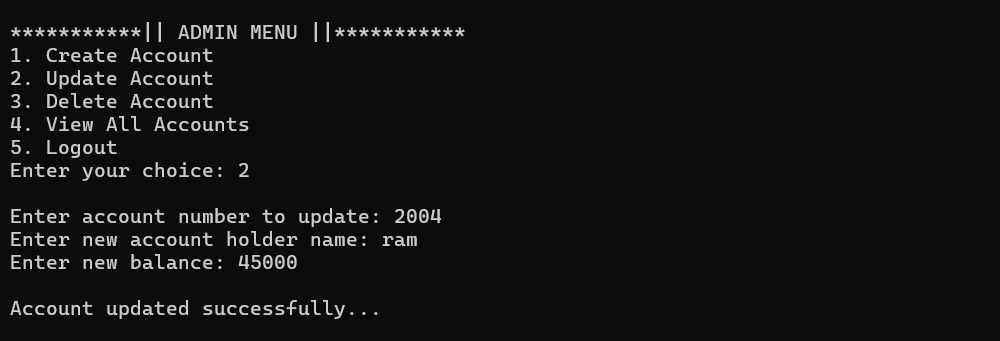 ***********|| ADMIN MENU ||***********
1. Create Account
2. Update Account
3. Delete Account
4. View All Accounts
5. Logout
Enter your choice: 2
Enter account number to update: 2004
Enter new account holder name: ram
Enter new balance: 45000
Account updated successfully...